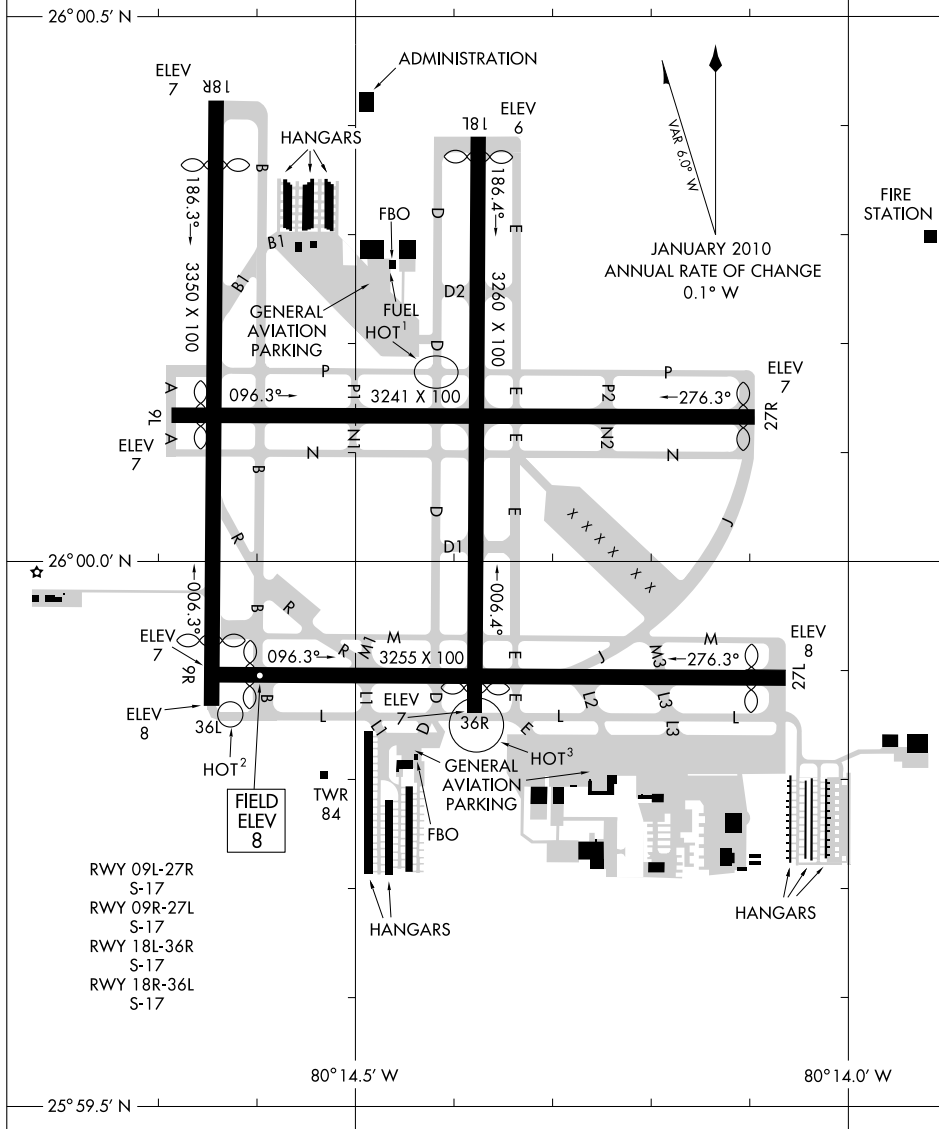 26° 00.5' N
ADMINISTRATION
ELEV
7
18R
ELEV
6
18L
HANGARS
VAR 6.0° W
B
186.3°
186.4°
D
E
FIRE
STATION
FBO
B1
B1
JANUARY 2010
ANNUAL RATE OF CHANGE
0.1° W
3350 X 100
3260 X 100
D2
GENERAL
AVIATION
PARKING
FUEL
HOT1
D
P
P
ELEV
7
A
096.3°
P1
3241 X 100
E
P2
276.3°
9L
27R
A
ELEV
7
N
N1
E
N2
N
B
D
E
J
X X X X X
X X
R
D1
26° 00.0' N
006.3°
006.4°
B
R
ELEV
7
M
M
ELEV
8
096.3°
R
M1
3255 X 100
E
J
M3
276.3°
9R
27L
ELEV
8
36L
B
L
L1
ELEV
7
D
36R
E
L2
L3
L
L
L1
D
E
L3
HOT2
HOT3
GENERAL
AVIATION
PARKING
TWR
84
FIELD
ELEV
8
FBO
RWY 09L-27R
S-17
RWY 09R-27L
S-17
RWY 18L-36R
S-17
RWY 18R-36L
S-17
HANGARS
HANGARS
80° 14.5' W
80° 14.0' W
25° 59.5' N